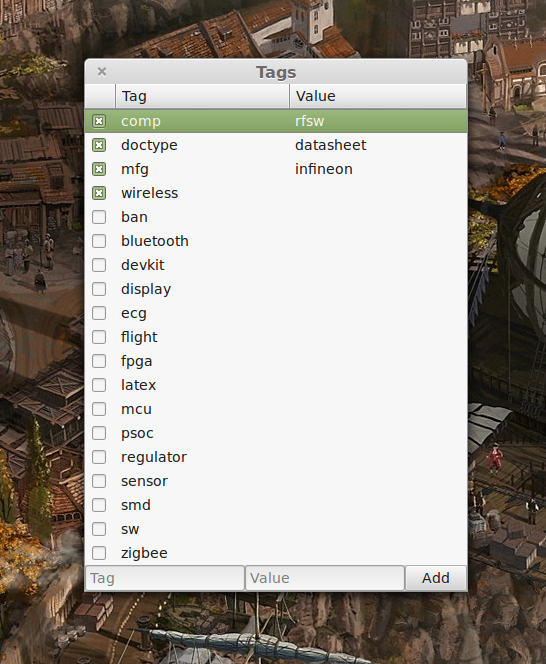 Tags
Tag Value
comp rfsw
doctype datasheet
mfg infineon
wireless
ban
bluetooth
devkit
display
ecg
flight
fpga
latex
mcu
psoc
regulator
sensor
smd
sw
zigbee
Tag Value Add